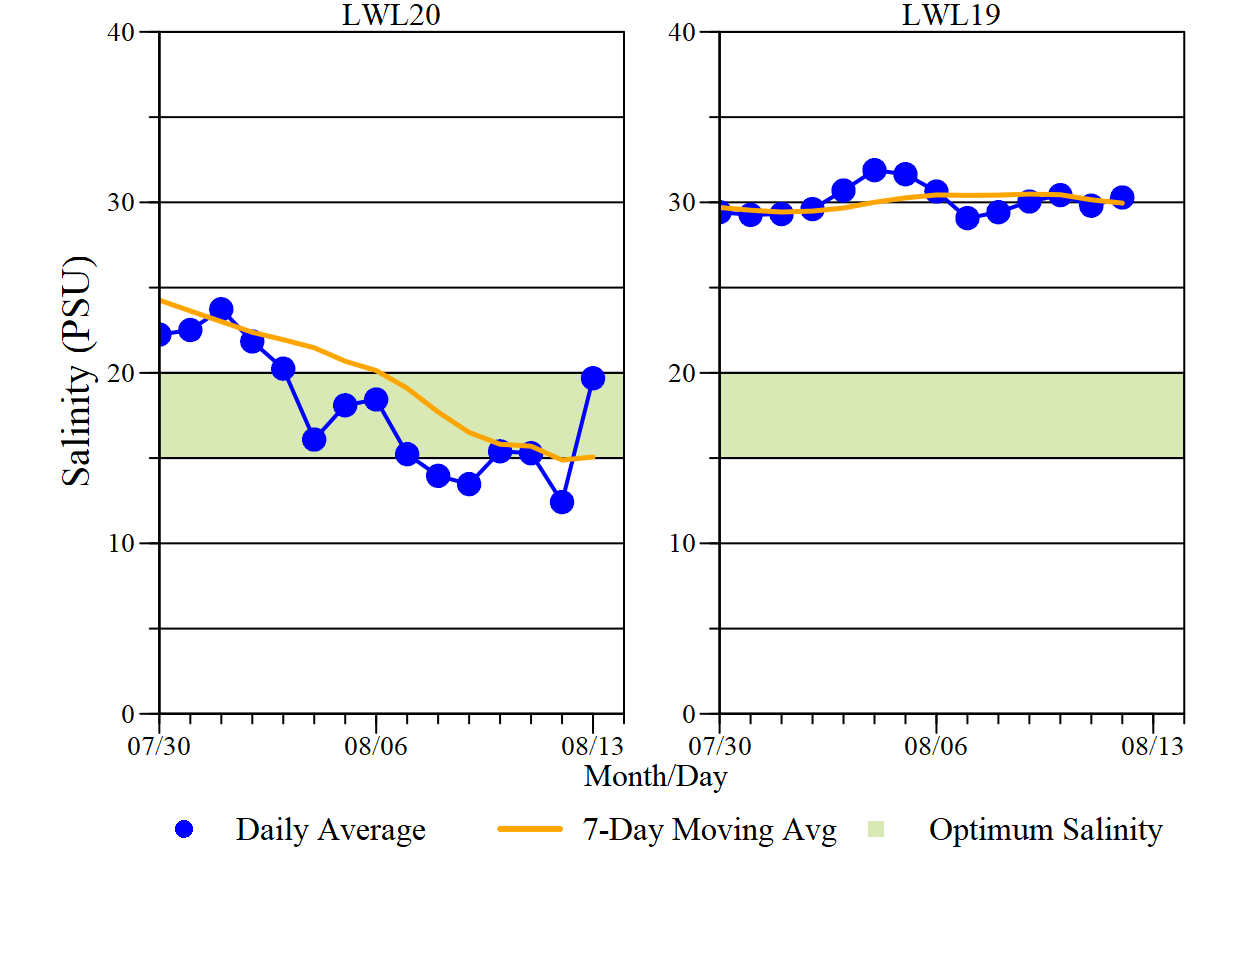 LWL20
LWL19
40
30
20
10
0
40
30
20
10
0
Salinity (PSU)
07/30
08/06
08/13
07/30
08/06
08/13
Month/Day
Daily Average
7-Day Moving Avg
Optimum Salinity